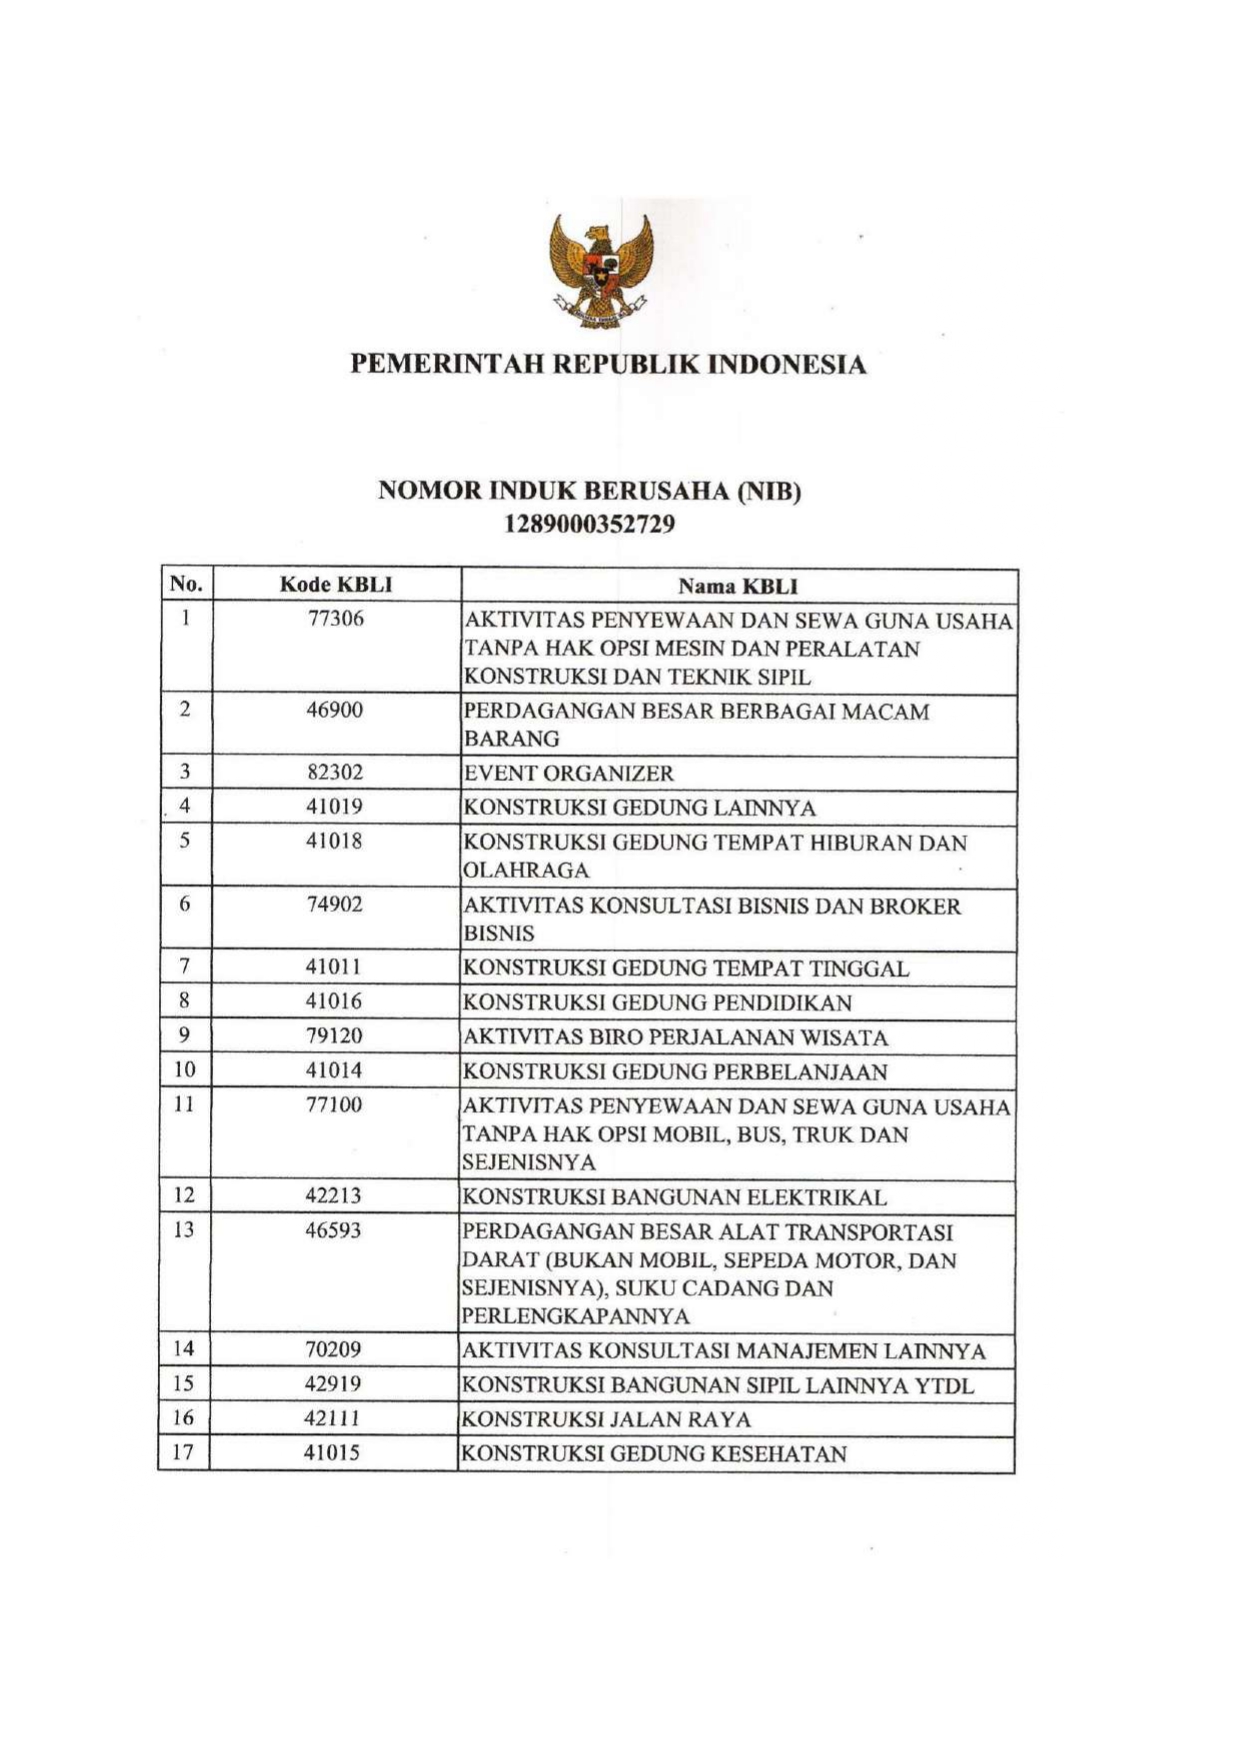 PEMERINTAH REPUBLIK INDONESIA
NOMOR INDUK BERUSAHA (NIB)
1289000352729
No. Kode KBLI Nama KBLI
1 77306 AKTIVITAS PENYEWAAN DAN SEWA GUNA USAHA
TANPA HAK OPSI MESIN DAN PERALATAN
KONSTRUKSI DAN TEKNIK SIPIL
2 46900 PERDAGANGAN BESAR BERBAGAI MACAM
BARANG
3 82302 EVENT ORGANIZER
4 41019 KONSTRUKSI GEDUNG LAINNYA
5 41018 KONSTRUKSI GEDUNG TEMPAT HIBURAN DAN
OLAHRAGA
6 74902 AKTIVITAS KONSULTASI BISNIS DAN BROKER
BISNIS
7 41011 KONSTRUKSI GEDUNG TEMPAT TINGGAL
8 41016 KONSTRUKSI GEDUNG PENDIDIKAN
9 79120 AKTIVITAS BIRO PERJALANAN WISATA
10 41014 KONSTRUKSI GEDUNG PERBELANJAAN
11 77100 AKTIVITAS PENYEWAAN DAN SEWA GUNA USAHA
TANPA HAK OPSI MOBIL, BUS, TRUK DAN
SEJENISNYA
12 42213 KONSTRUKSI BANGUNAN ELEKTRIKAL
13 46593 PERDAGANGAN BESAR ALAT TRANSPORTASI
DARAT (BUKAN MOBIL, SEPEDA MOTOR, DAN
SEJENISNYA), SUKU CADANG DAN
PERLENGKAPANNYA
14 70209 AKTIVITAS KONSULTASI MANAJEMEN LAINNYA
15 42919 KONSTRUKSI BANGUNAN SIPIL LAINNYA YTDL
16 42111 KONSTRUKSI JALAN RAYA
17 41015 KONSTRUKSI GEDUNG KESEHATAN